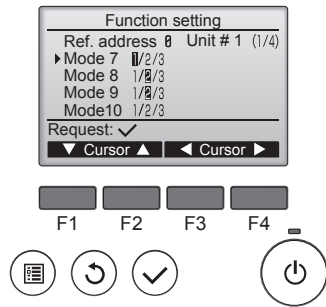 Function setting
Ref. address 0 Unit # 1 (1/4)
Mode 7 1/2/3
Mode 8 1/2/3
Mode 9 1/2/3
Mode10 1/2/3
Request: ✓
▼ Cursor ▲ ◀ Cursor ▶
F1 F2 F3 F4